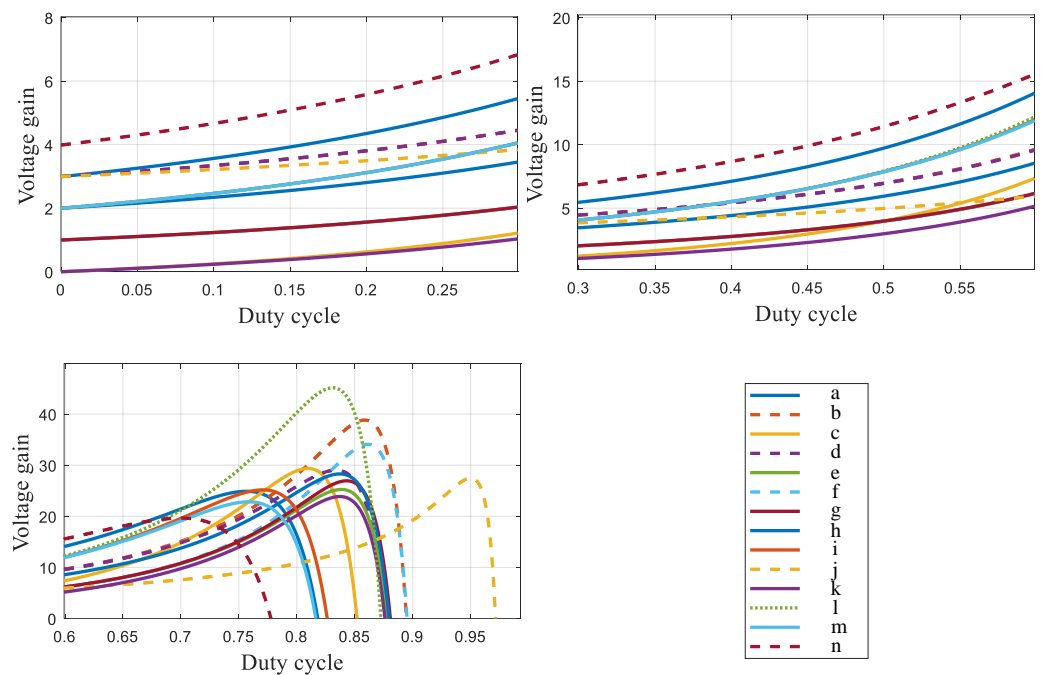 8
6
4
2
0
Voltage gain
0
0.05
0.1
0.15
0.2
0.25
Duty cycle
20
15
10
5
Voltage gain
0.3
0.35
0.4
0.45
0.5
0.55
Duty cycle
40
30
20
10
0
Voltage gain
0.6
0.65
0.7
0.75
0.8
0.85
0.9
0.95
Duty cycle
a
b
c
d
e
f
g
h
i
j
k
l
m
n